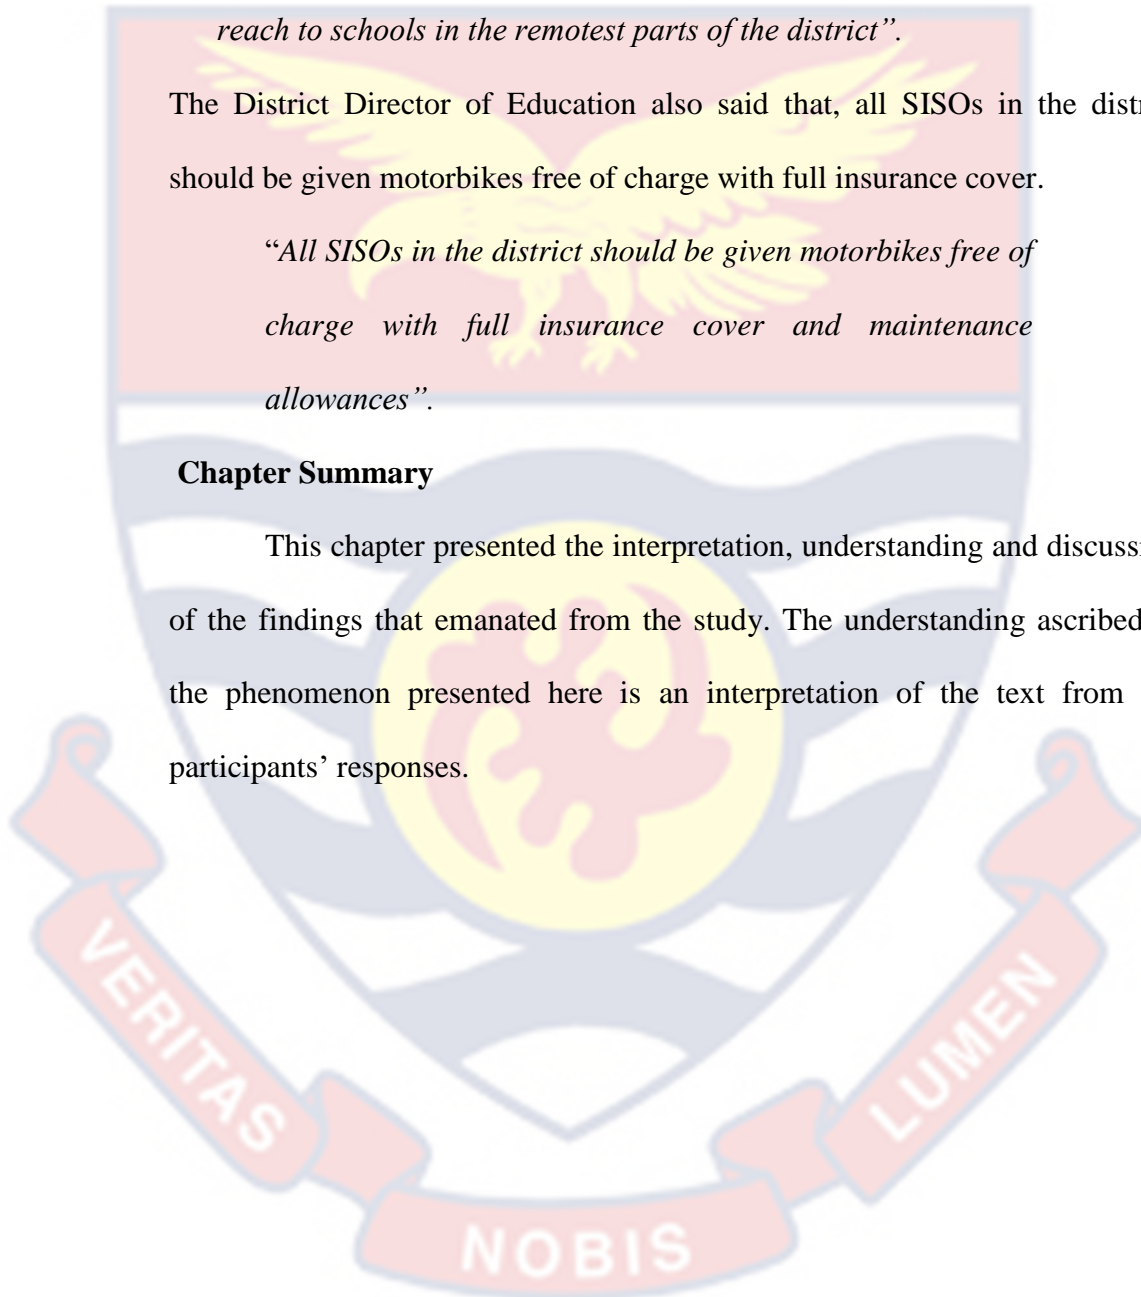 reach to schools in the remotest parts of the district”.
The District Director of Education also said that, all SISOs in the distr
should be given motorbikes free of charge with full insurance cover.
“All SISOs in the district should be given motorbikes free of
charge with full insurance cover and maintenance
allowances”.
Chapter Summary
This chapter presented the interpretation, understanding and discussi
of the findings that emanated from the study. The understanding ascribed
the phenomenon presented here is an interpretation of the text from
participants’ responses.
VERITAS
NOBIS
LUMEN